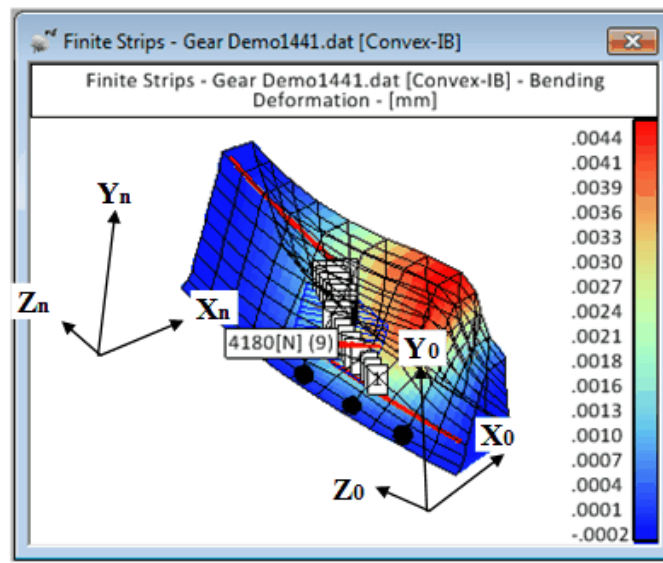 Finite Strips - Gear Demo1441.dat [Convex-IB]
Finite Strips - Gear Demo1441.dat [Convex-IB] - Bending
Deformation - [mm]
.0044
.0041
.0039
.0036
.0033
.0030
.0027
.0024
.0021
.0018
.0016
.0013
.0010
.0007
.0004
.0001
-.0002
Yn
Zn
Xn
4180[N] (9)
Y0
X0
Z0